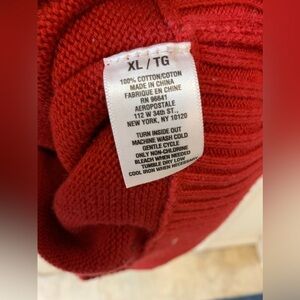 XL / TG
100% COTTON/COTON
MADE IN CHINA
FABRIQUE EN CHINA
RN 96641
AEROPOSTALE
112 W 34th ST.,
NEW YORK, NY 10120
TURN INSIDE OUT
MACHINE WASH COLD
GENTLE CYCLE
ONLY NON-CHLORINE
BLEACH WHEN NEEDED
TUMBLE DRY LOW
COOL IRON WHEN NECESSARY